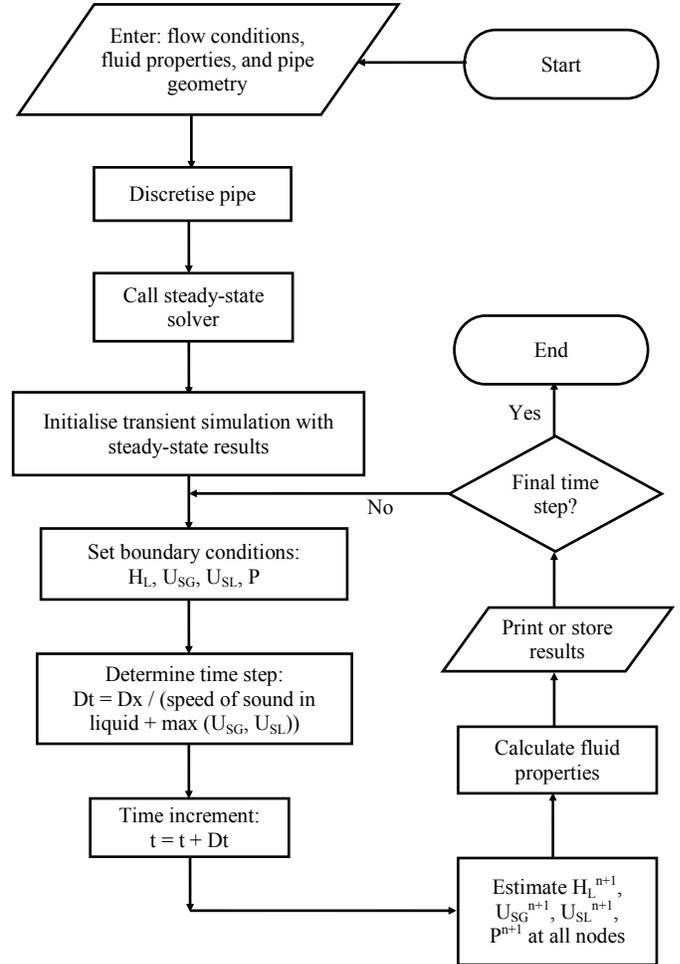 Start
Enter: flow conditions,
fluid properties, and pipe
geometry
Discretise pipe
Call steady-state
solver
Initialise transient simulation with
steady-state results
Set boundary conditions:
H_L, U_SG, U_SL, P
Determine time step:
Dt = Dx / (speed of sound in
liquid + max (U_SG, U_SL))
Time increment:
t = t + Dt
Estimate H_L^n+1,
U_SG^n+1, U_SL^n+1,
P^n+1 at all nodes
Calculate fluid
properties
Print or store
results
Final time
step?
No
Yes
End